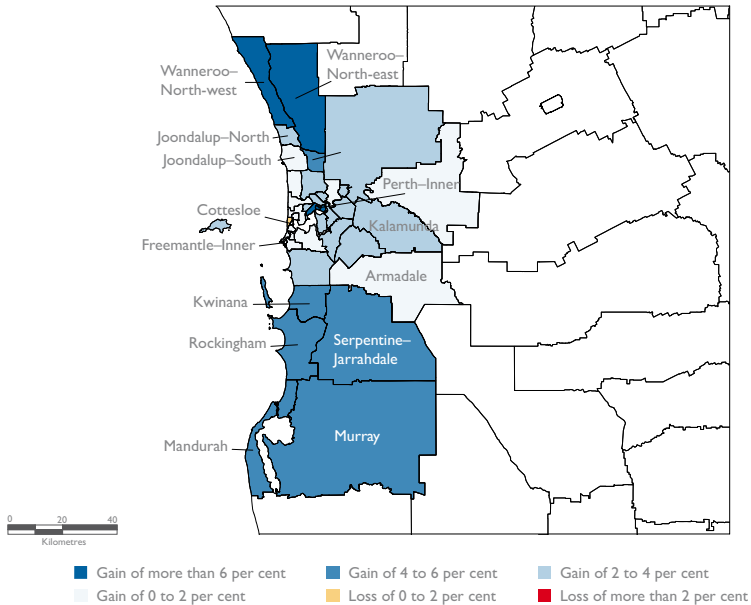 Wanneroo–
North-east
Wanneroo–
North-west
Joondalup–North
Joondalup–South
Perth–Inner
Cottesloe
Kalamunda
Freemantle–Inner
Armadale
Kwinana
Rockingham
Serpentine–
Jarrahdale
Mandurah
Murray
0 20 40
Kilometres
Gain of more than 6 per cent
Gain of 4 to 6 per cent
Gain of 2 to 4 per cent
Gain of 0 to 2 per cent
Loss of 0 to 2 per cent
Loss of more than 2 per cent